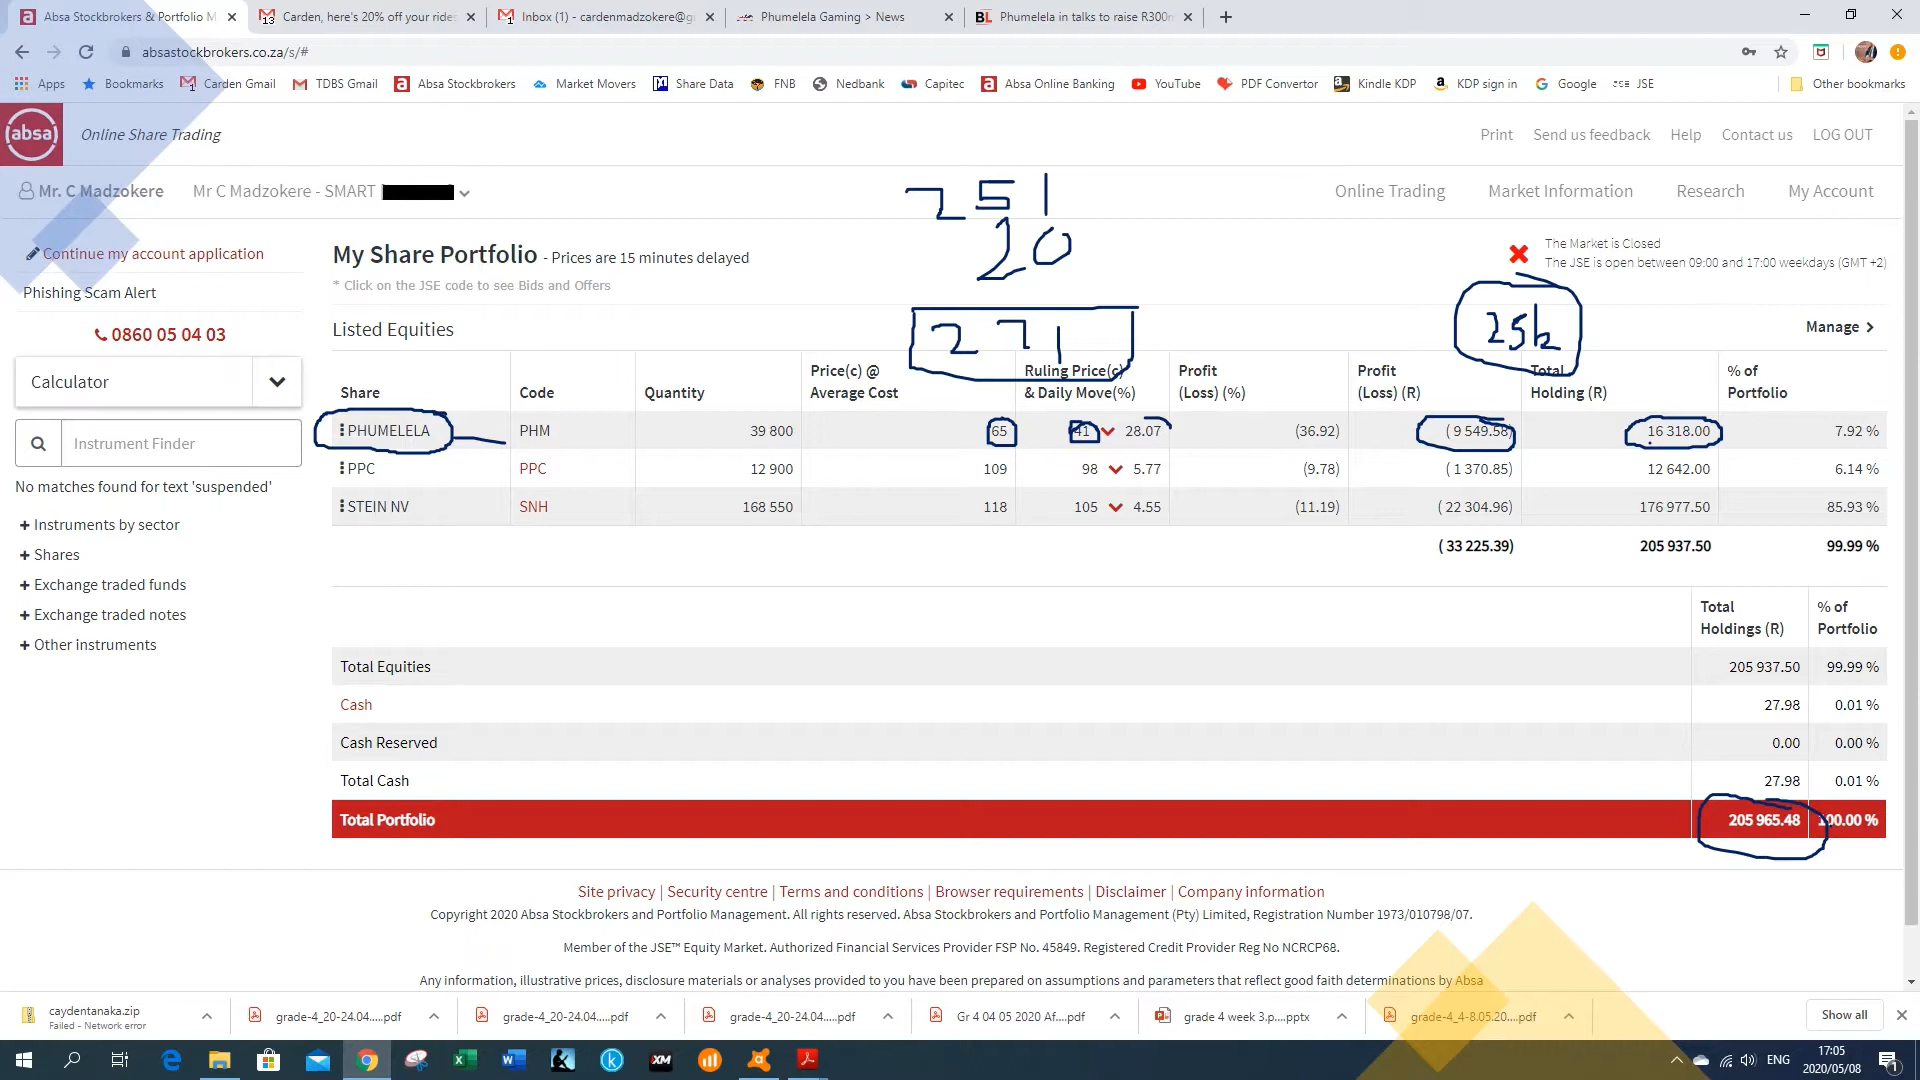 Absa Stockbrokers & Portfolio M
Carden, here's 20% off your rides
Inbox (1) - cardenmadzokere@g
Phumelela Gaming > News
BL Phumelela in talks to raise R300m
absastockbrokers.co.za/s/#
Apps Bookmarks Carden Gmail TDBS Gmail Absa Stockbrokers Market Movers Share Data FNB Nedbank Capitec Absa Online Banking YouTube PDF Convertor Kindle KDP KDP sign in Google JSE Other bookmarks
absa Online Share Trading
Print Send us feedback Help Contact us LOG OUT
Mr. C Madzokere Mr C Madzokere - SMART
Online Trading Market Information Research My Account
251
20
271
25k
Continue my account application
Phishing Scam Alert
0860 05 04 03
Calculator
Instrument Finder
No matches found for text 'suspended'
+ Instruments by sector
+ Shares
+ Exchange traded funds
+ Exchange traded notes
+ Other instruments
My Share Portfolio - Prices are 15 minutes delayed
* Click on the JSE code to see Bids and Offers
The Market is Closed
The JSE is open between 09:00 and 17:00 weekdays (GMT +2)
Listed Equities
Manage
Share Code Quantity Price(c) @ Average Cost Ruling Price(c) & Daily Move(%) Profit (Loss) (%) Profit (Loss) (R) Total Holding (R) % of Portfolio
PHUMELELA PHM 39 800 65 41 28.07 (36.92) ( 9 549.58) 16 318.00 7.92 %
PPC PPC 12 900 109 98 5.77 (9.78) ( 1 370.85) 12 642.00 6.14 %
STEIN NV SNH 168 550 118 105 4.55 (11.19) ( 22 304.96) 176 977.50 85.93 %
( 33 225.39) 205 937.50 99.99 %
Total Holdings (R) % of Portfolio
Total Equities 205 937.50 99.99 %
Cash 27.98 0.01 %
Cash Reserved 0.00 0.00 %
Total Cash 27.98 0.01 %
Total Portfolio 205 965.48 100.00 %
Site privacy | Security centre | Terms and conditions | Browser requirements | Disclaimer | Company information
Copyright 2020 Absa Stockbrokers and Portfolio Management. All rights reserved. Absa Stockbrokers and Portfolio Management (Pty) Limited, Registration Number 1973/010798/07.
Member of the JSE™ Equity Market. Authorized Financial Services Provider FSP No. 45849. Registered Credit Provider Reg No NCRCP68.
Any information, illustrative prices, disclosure materials or analyses provided to you have been prepared on assumptions and parameters that reflect good faith determinations by Absa
caydentanaka.zip
Failed - Network error
grade-4_20-24.04.....pdf
grade-4_20-24.04.....pdf
grade-4_20-24.04.....pdf
Gr 4 04 05 2020 Af....pdf
grade 4 week 3.p....pptx
grade-4_4-8.05.20....pdf
Show all
XM
ENG
17:05
2020/05/08